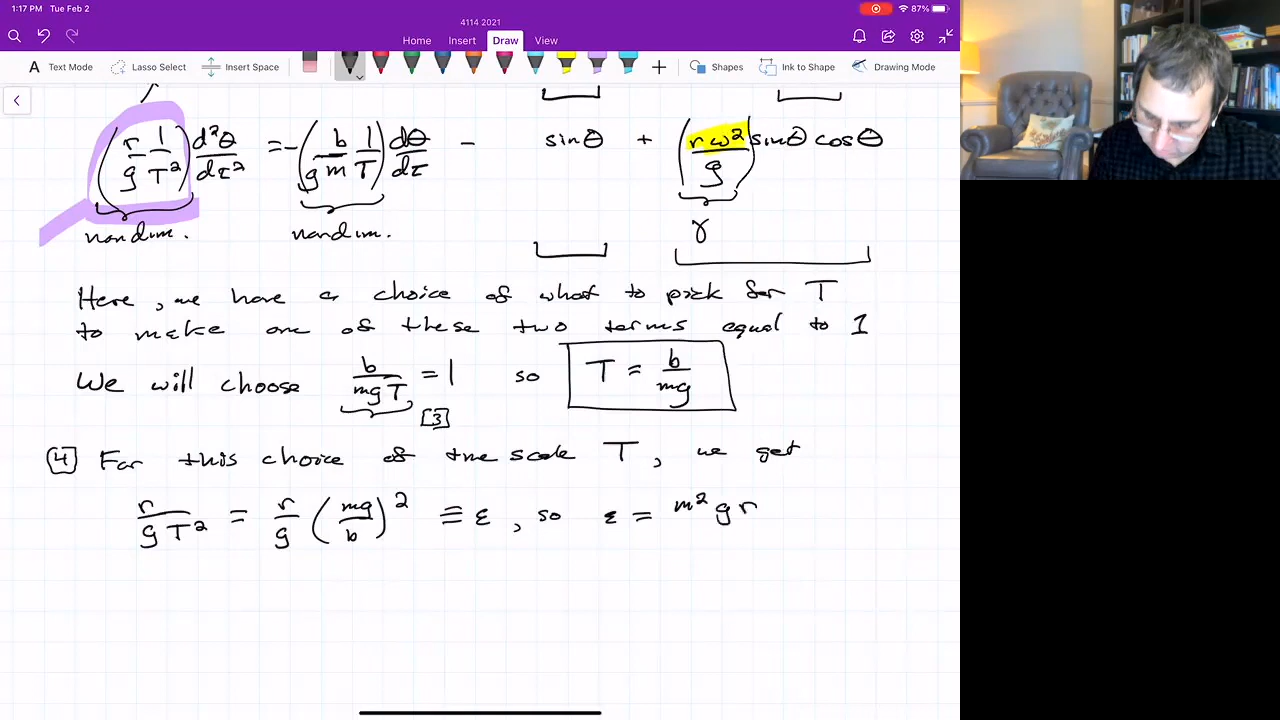 1:17 PM Tue Feb 2
87%
4114 2021
Home Insert Draw View
Text Mode Lasso Select Insert Space + Shapes Ink to Shape Drawing Mode
(r/g 1/T²) d²θ/dτ² = -(b/gm 1/T) dθ/dτ - sinθ + (rω²/g) sinθ cosθ
nondim. nondim. γ
Here, we have a choice of what to pick for T
to make one of these two terms equal to 1
We will choose b/mgT = 1 so T = b/mg
[3]
[4] For this choice of time scale T, we get
r/gT² = r/g (mg/b)² ≡ ε, so ε = m²gr